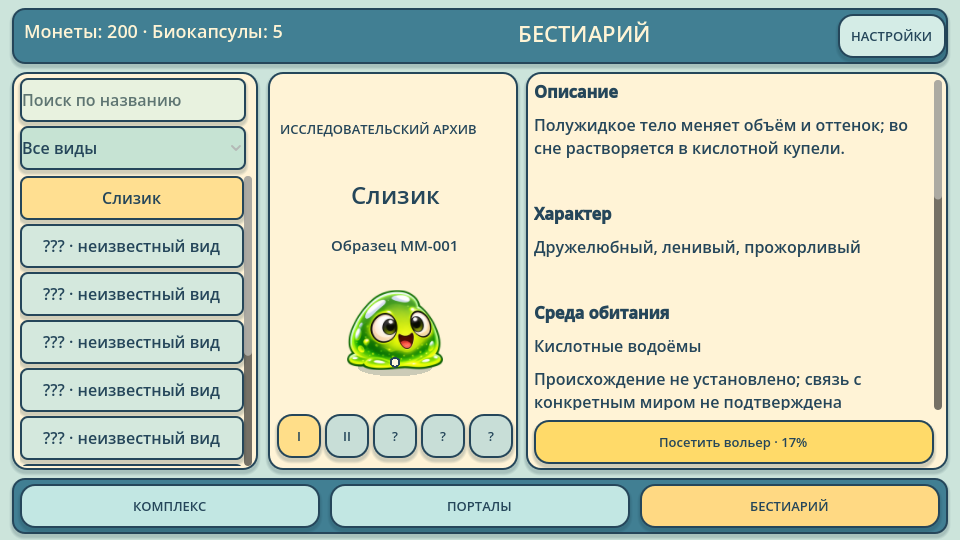 Монеты: 200 · Биокапсулы: 5
БЕСТИАРИЙ
НАСТРОЙКИ
Поиск по названию
Все виды
Слизик
??? · неизвестный вид
??? · неизвестный вид
??? · неизвестный вид
??? · неизвестный вид
??? · неизвестный вид
ИССЛЕДОВАТЕЛЬСКИЙ АРХИВ
Слизик
Образец ММ-001
I II ? ? ?
Описание
Полужидкое тело меняет объём и оттенок; во
сне растворяется в кислотной купели.
Характер
Дружелюбный, ленивый, прожорливый
Среда обитания
Кислотные водоёмы
Происхождение не установлено; связь с
конкретным миром не подтверждена
Посетить вольер · 17%
КОМПЛЕКС
ПОРТАЛЫ
БЕСТИАРИЙ